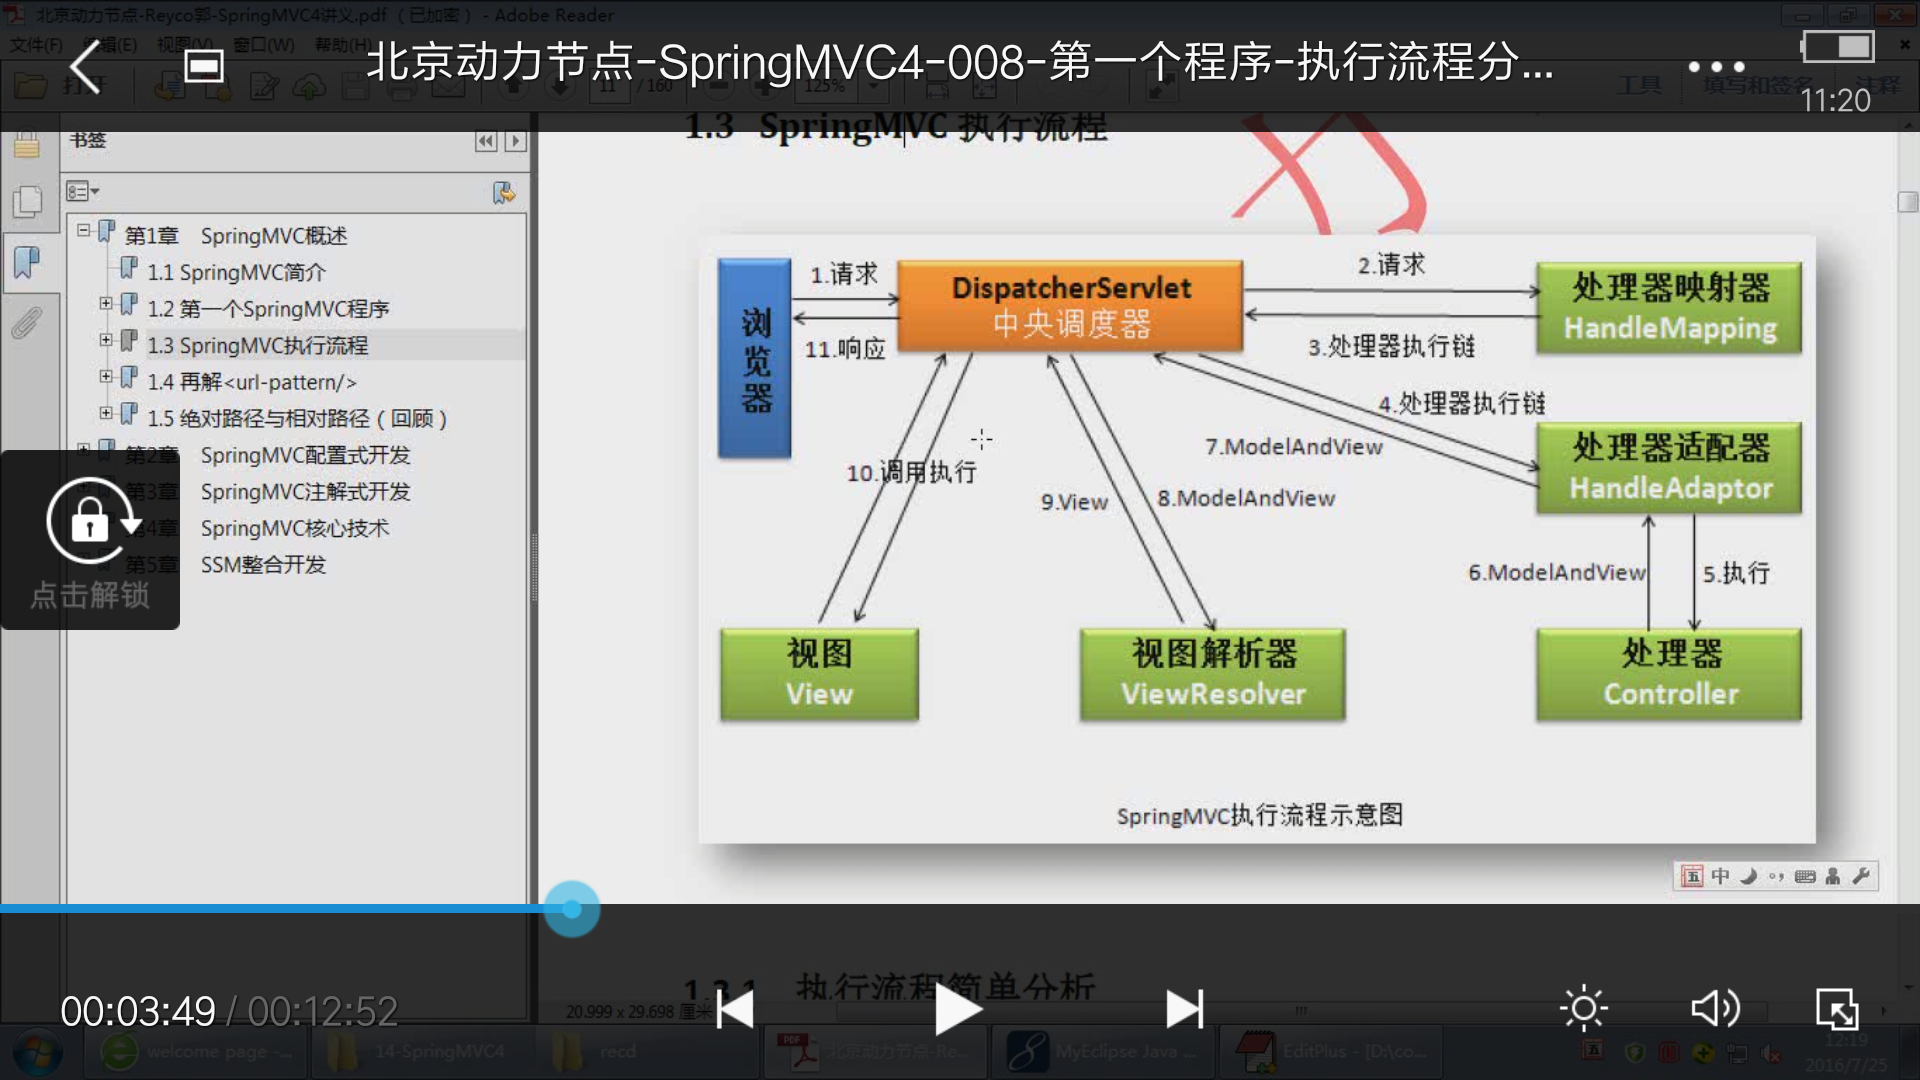 北京动力节点-Reyco郭-SpringMVC4讲义.pdf （已加密） - Adobe Reader
文件(F) 编辑(E) 视图(V) 窗口(W) 帮助(H)
北京动力节点-SpringMVC4-008-第一个程序-执行流程分...
11:20
打开
11 / 160
125%
工具 填写和签名 注释
书签
第1章 SpringMVC概述
1.1 SpringMVC简介
1.2 第一个SpringMVC程序
1.3 SpringMVC执行流程
1.4 再解<url-pattern/>
1.5 绝对路径与相对路径（回顾）
第2章 SpringMVC配置式开发
第3章 SpringMVC注解式开发
第4章 SpringMVC核心技术
第5章 SSM整合开发
点击解锁
1.3 SpringMVC 执行流程
浏览器
1.请求
11.响应
DispatcherServlet
中央调度器
2.请求
3.处理器执行链
处理器映射器
HandleMapping
4.处理器执行链
7.ModelAndView
处理器适配器
HandleAdaptor
10.调用执行
9.View
8.ModelAndView
6.ModelAndView
5.执行
视图
View
视图解析器
ViewResolver
处理器
Controller
SpringMVC执行流程示意图
五 中
1.3.1 执行流程简单分析
00:03:49 / 00:12:52
20.999 x 29.698 厘米
welcome page -...
14-SpringMVC4
recd
北京动力节点-Re...
MyEclipse Java ...
EditPlus - [D:\co...
五
12:19
2016/7/25